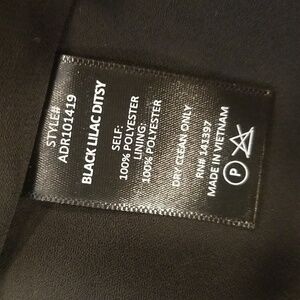 STYLE#
ADR101419
BLACK LILAC DITSY
SELF:
100% POLYESTER
LINING:
100% POLYESTER
DRY CLEAN ONLY
RN# 141397
MADE IN VIETNAM
P